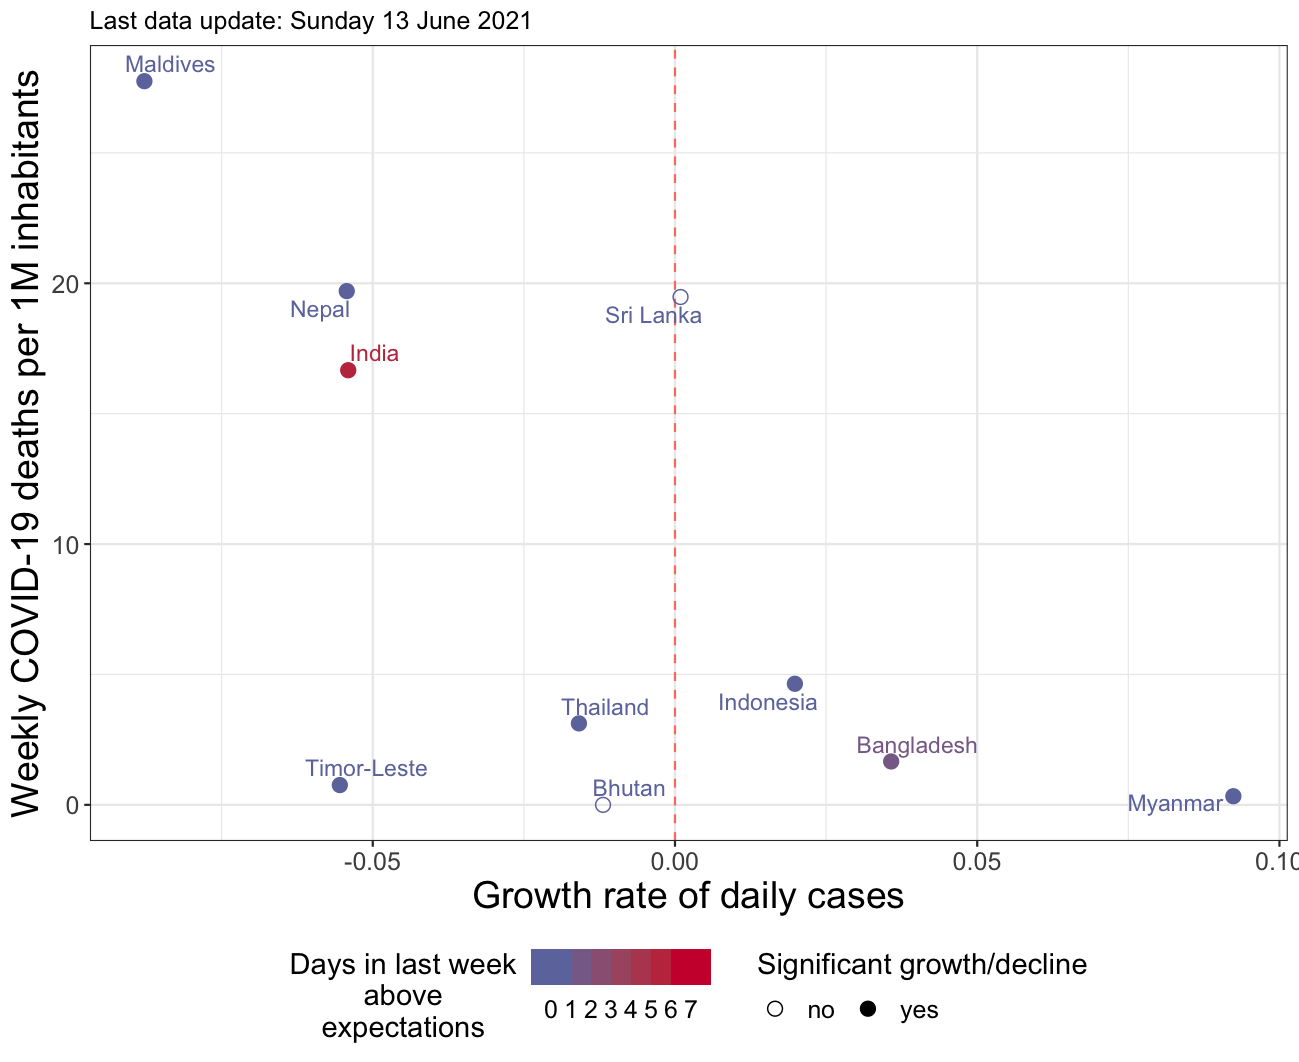 Last data update: Sunday 13 June 2021
Weekly COVID-19 deaths per 1M inhabitants
20
10
0
Maldives
Nepal
India
Sri Lanka
Thailand
Indonesia
Bangladesh
Timor-Leste
Bhutan
Myanmar
-0.05
0.00
0.05
0.10
Growth rate of daily cases
Days in last week
above
expectations
0 1 2 3 4 5 6 7
Significant growth/decline
no
yes